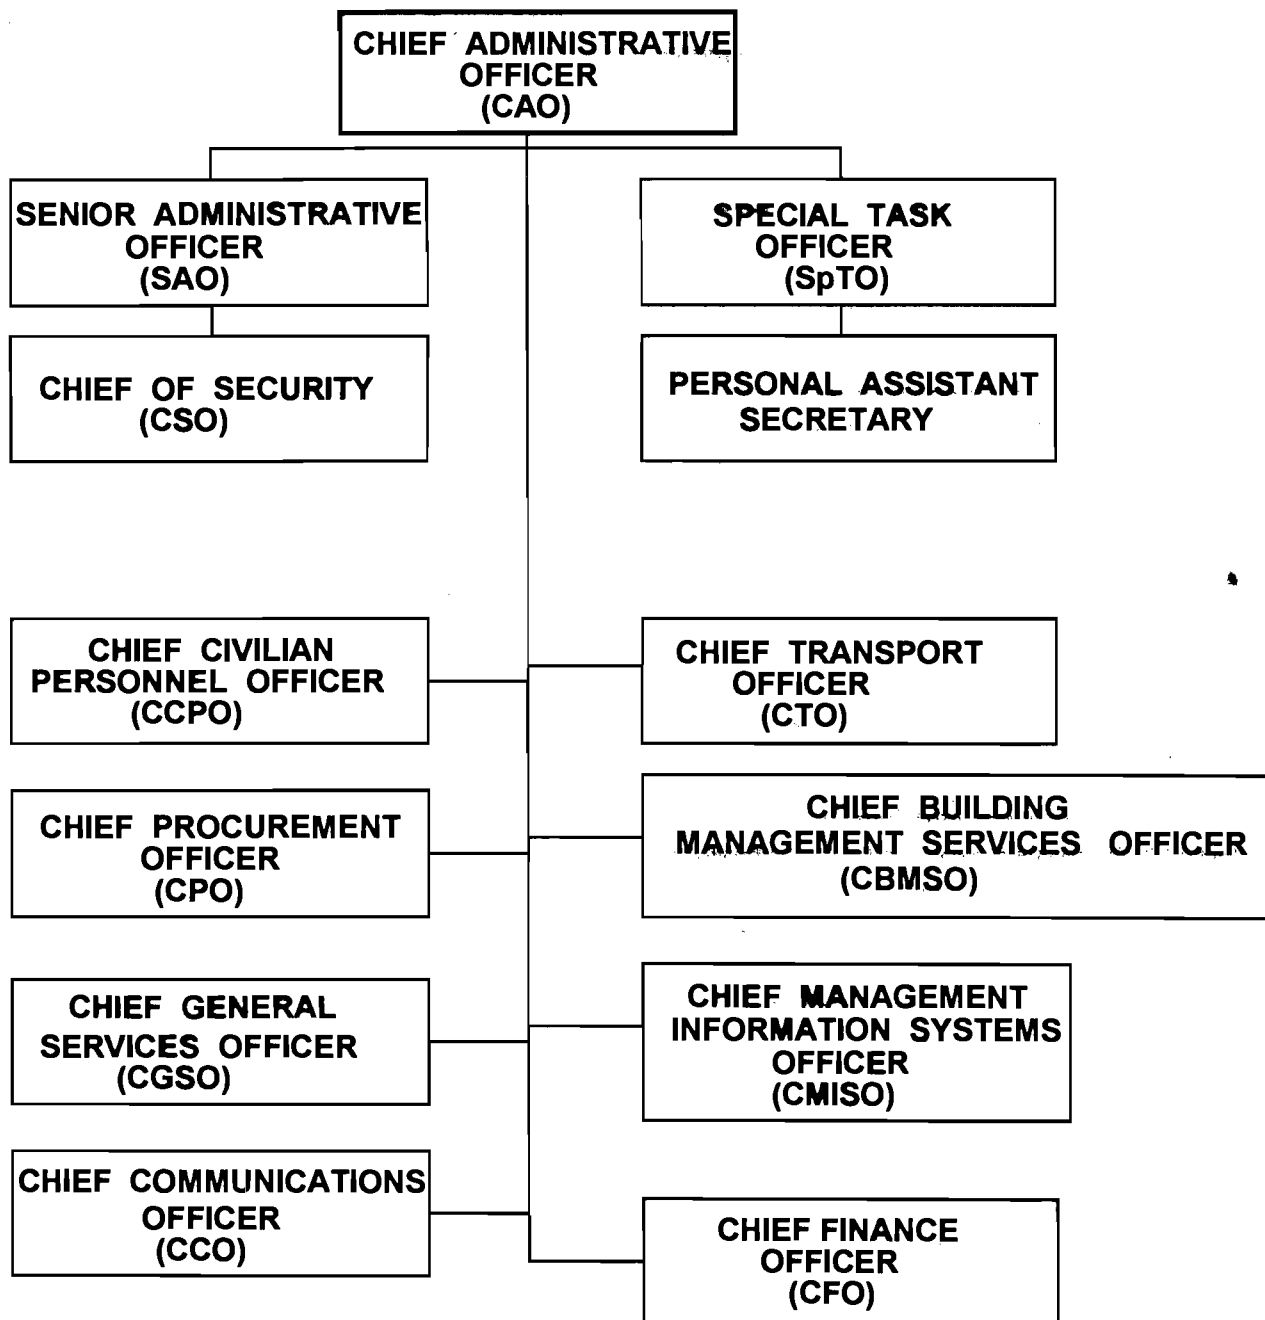 CHIEF ADMINISTRATIVE
OFFICER
(CAO)
SENIOR ADMINISTRATIVE
OFFICER
(SAO)
SPECIAL TASK
OFFICER
(SpTO)
CHIEF OF SECURITY
(CSO)
PERSONAL ASSISTANT
SECRETARY
CHIEF CIVILIAN
PERSONNEL OFFICER
(CCPO)
CHIEF TRANSPORT
OFFICER
(CTO)
CHIEF PROCUREMENT
OFFICER
(CPO)
CHIEF BUILDING
MANAGEMENT SERVICES OFFICER
(CBMSO)
CHIEF GENERAL
SERVICES OFFICER
(CGSO)
CHIEF MANAGEMENT
INFORMATION SYSTEMS
OFFICER
(CMISO)
CHIEF COMMUNICATIONS
OFFICER
(CCO)
CHIEF FINANCE
OFFICER
(CFO)